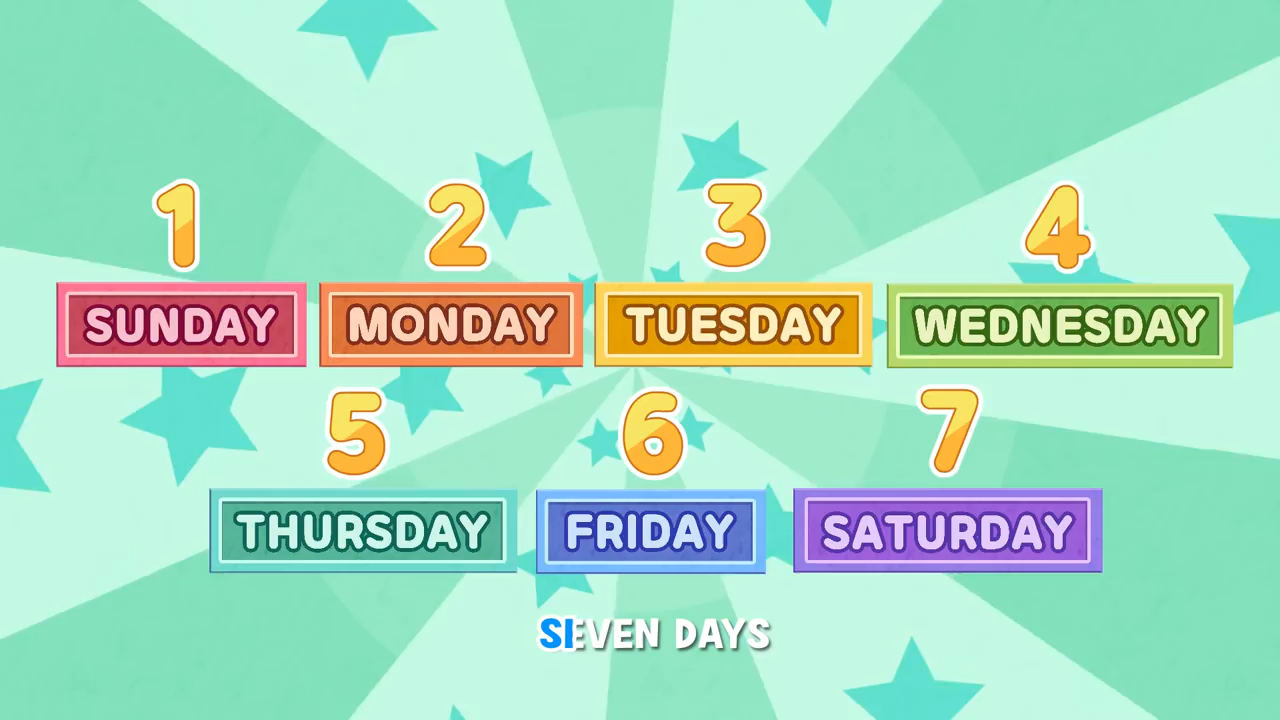 1 2 3 4
SUNDAY MONDAY TUESDAY WEDNESDAY
5 6 7
THURSDAY FRIDAY SATURDAY
SEVEN DAYS